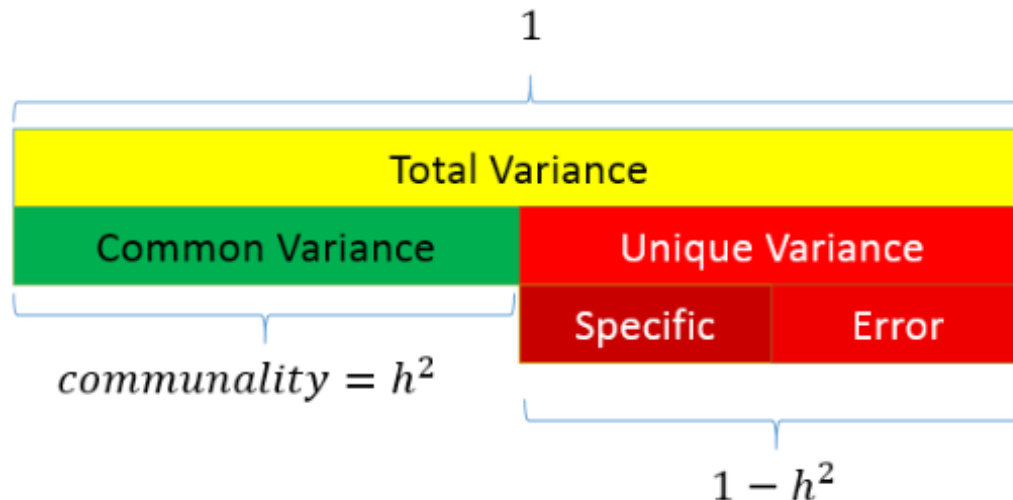 1
Total Variance
Common Variance Unique Variance
Specific Error
communality = h²
1 − h²